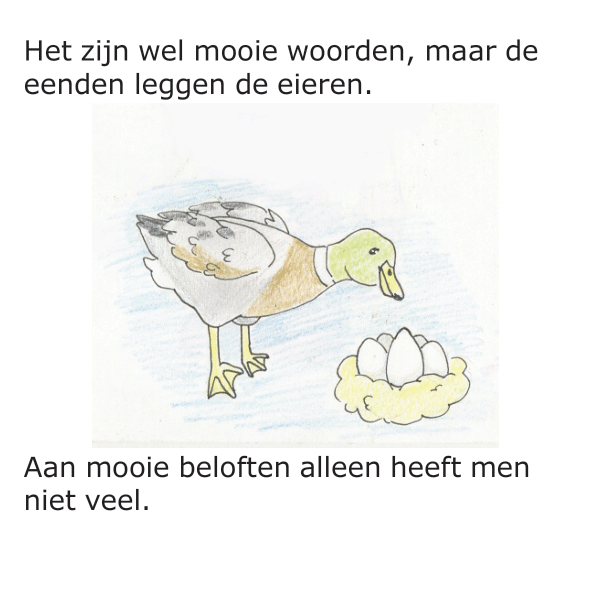 Het zijn wel mooie woorden, maar de
eenden leggen de eieren.
Aan mooie beloften alleen heeft men
niet veel.